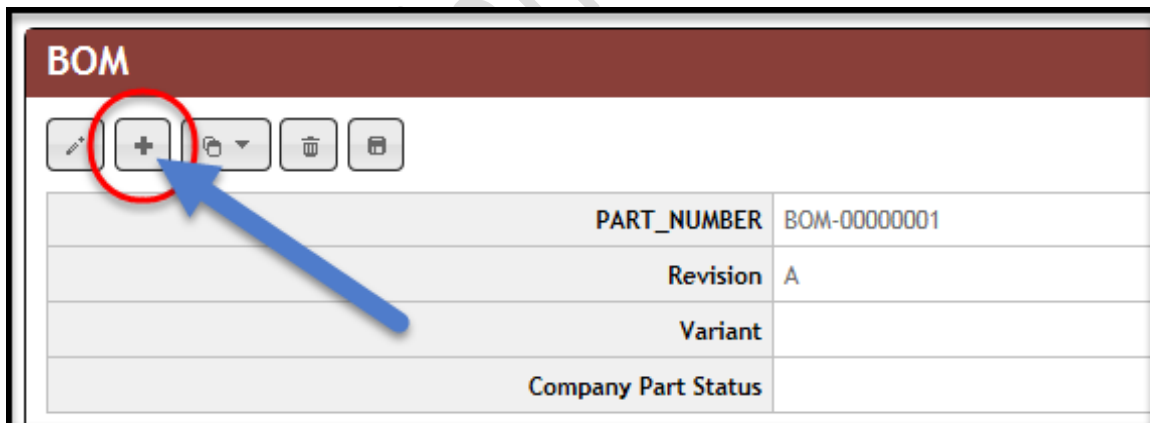 BOM
PART_NUMBER BOM-00000001
Revision A
Variant
Company Part Status